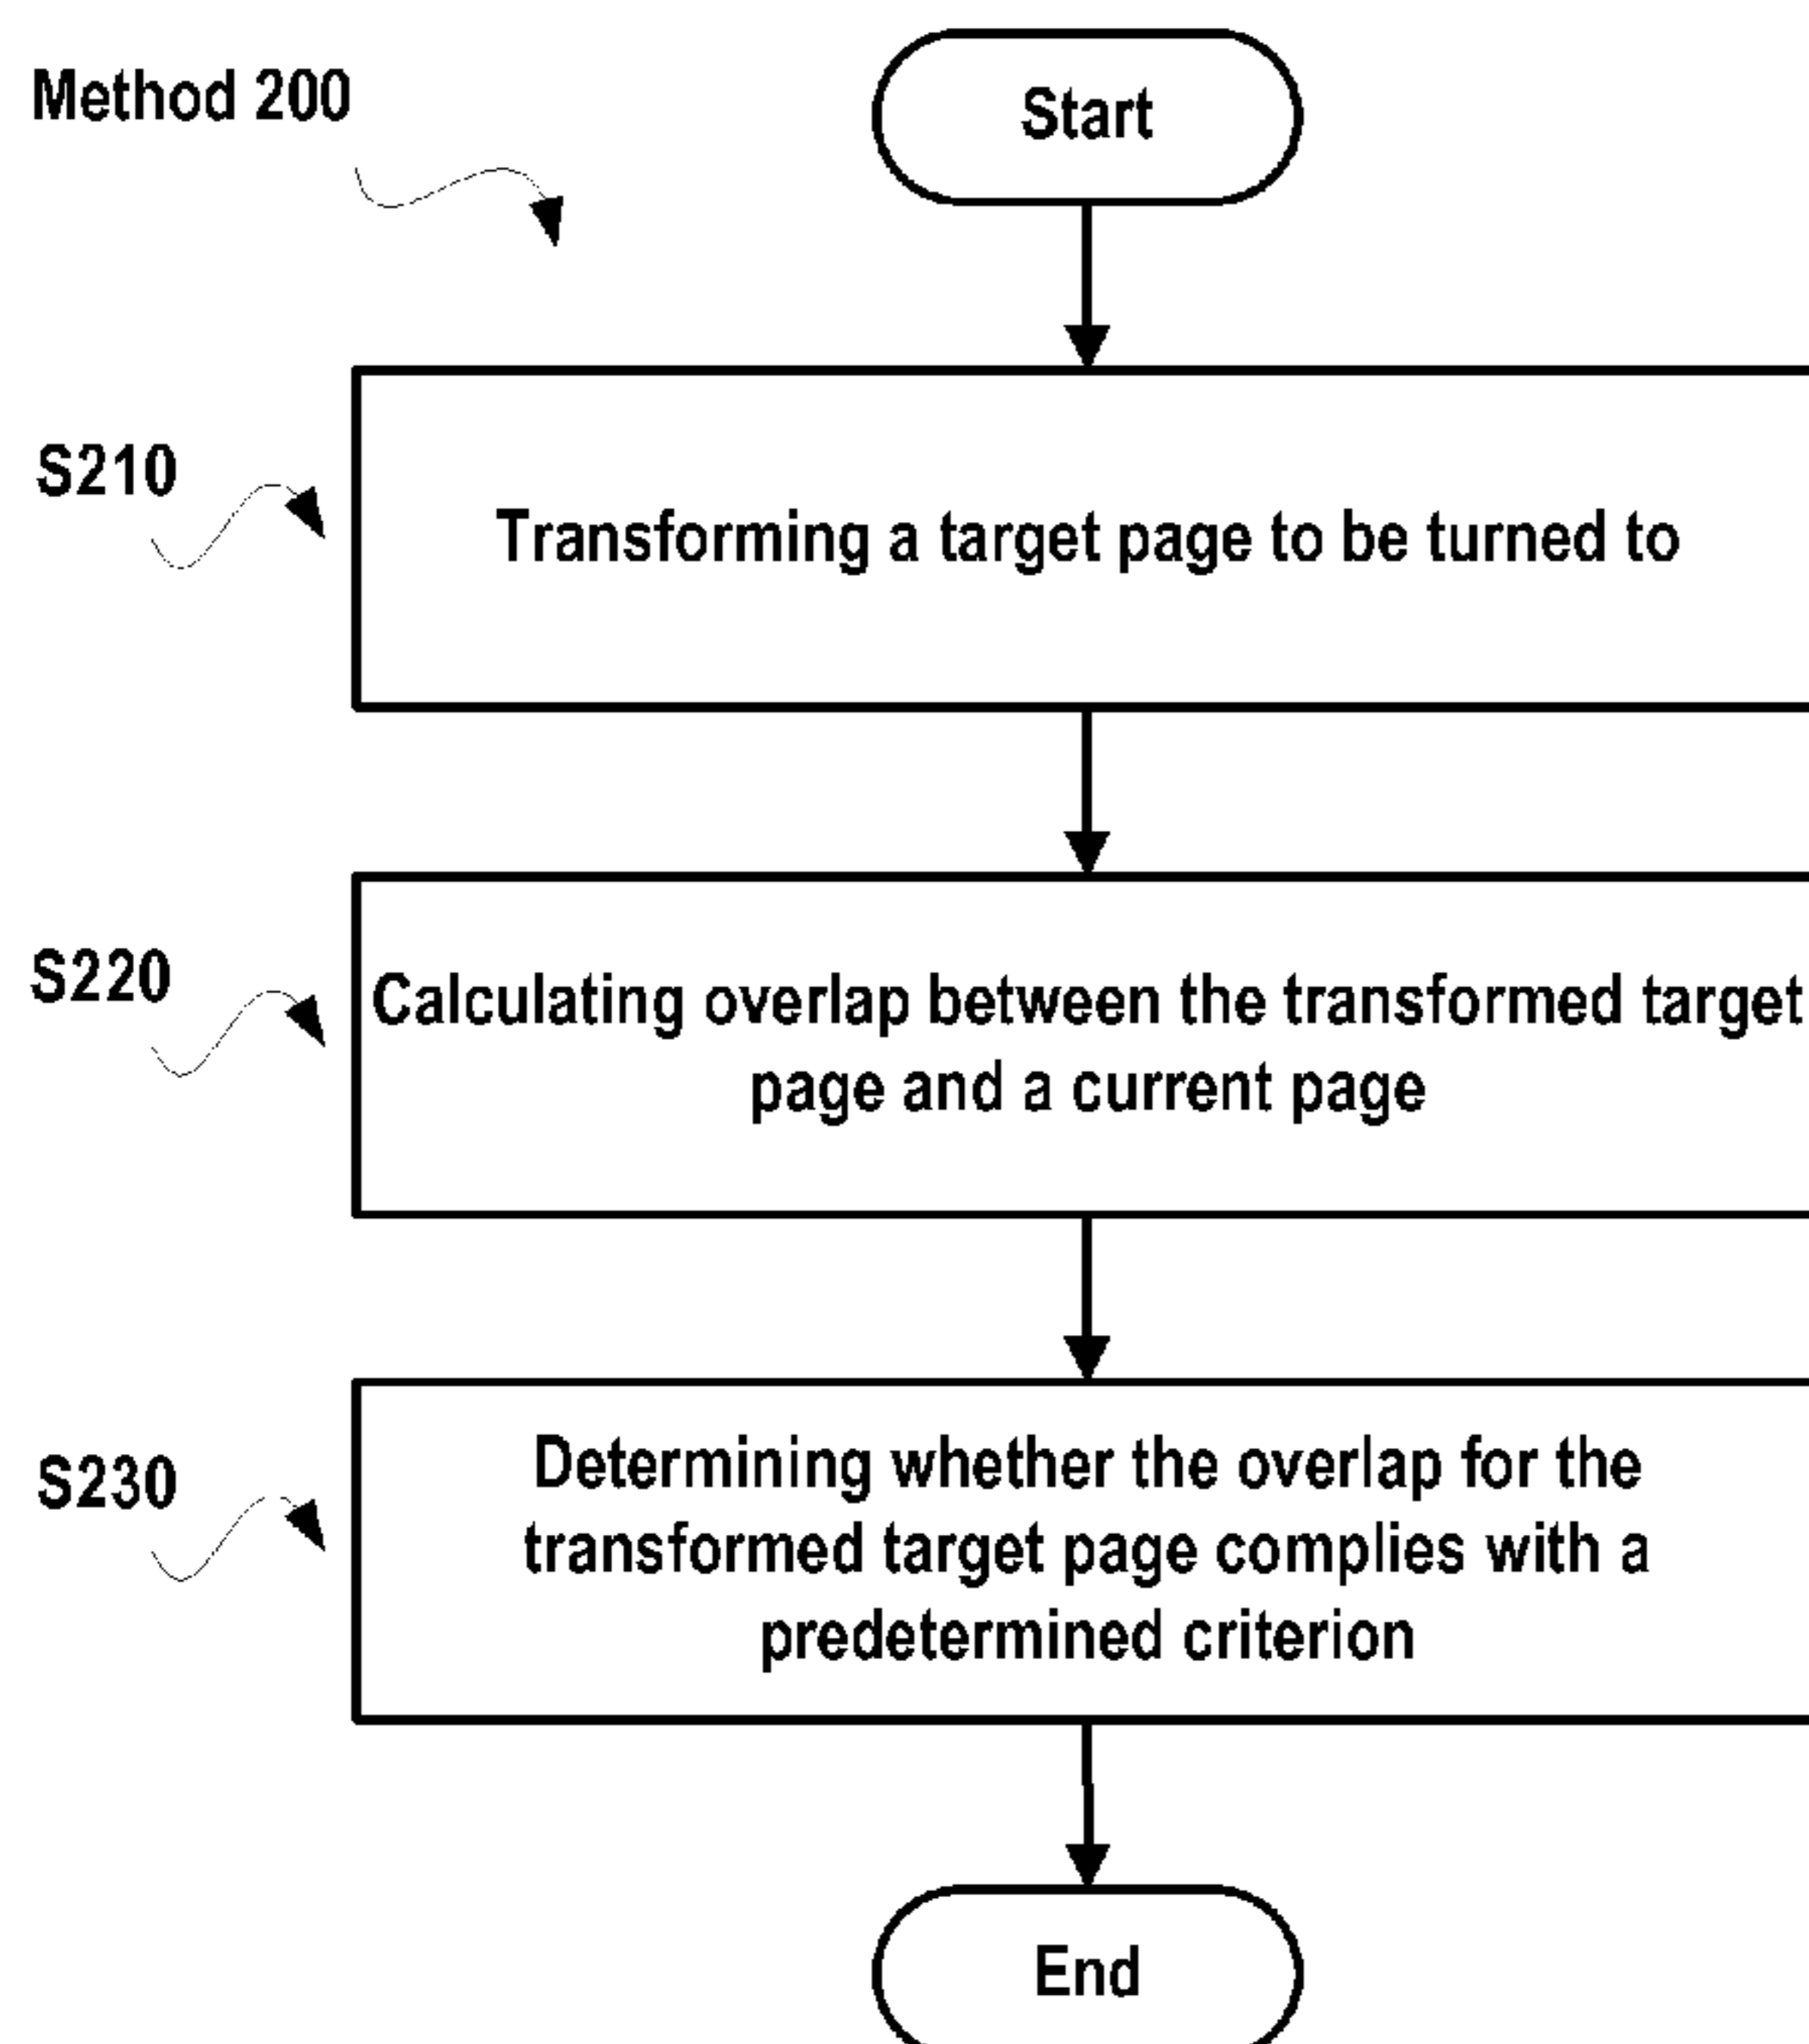 Method 200
Start
S210
Transforming a target page to be turned to
S220
Calculating overlap between the transformed target
page and a current page
S230
Determining whether the overlap for the
transformed target page complies with a
predetermined criterion
End